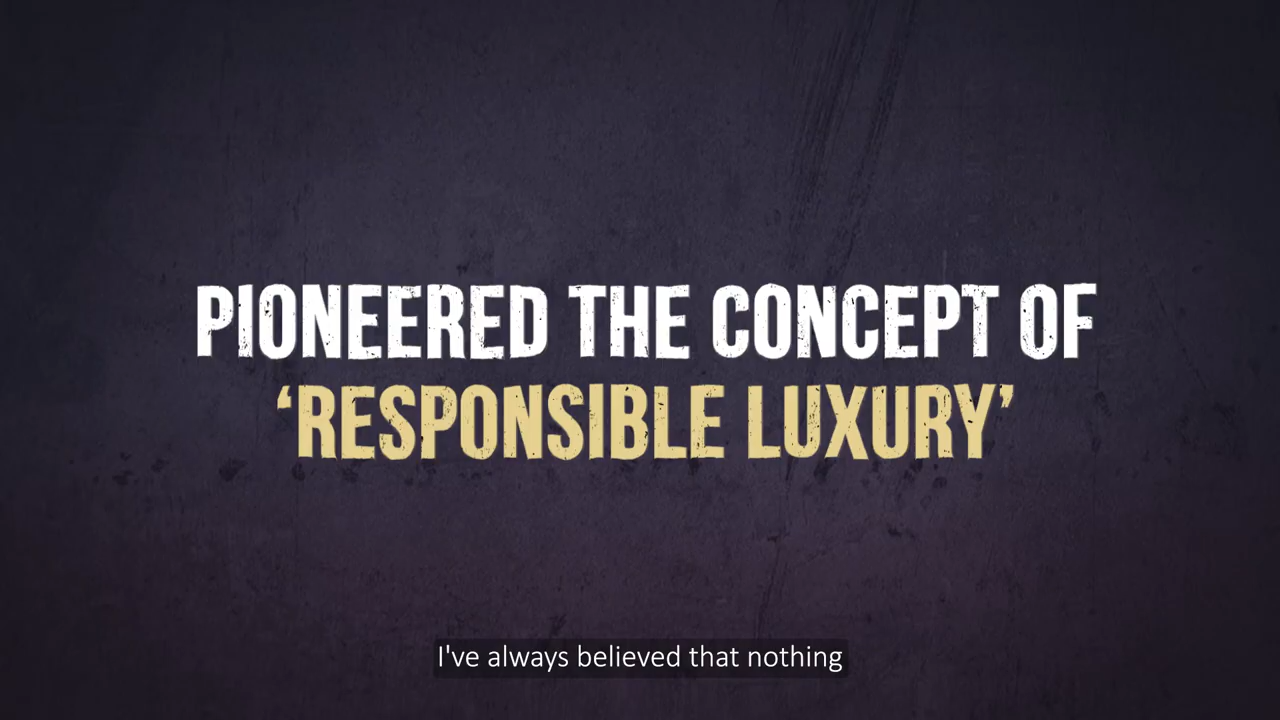 PIONEERED THE CONCEPT OF
‘RESPONSIBLE LUXURY’
I've always believed that nothing